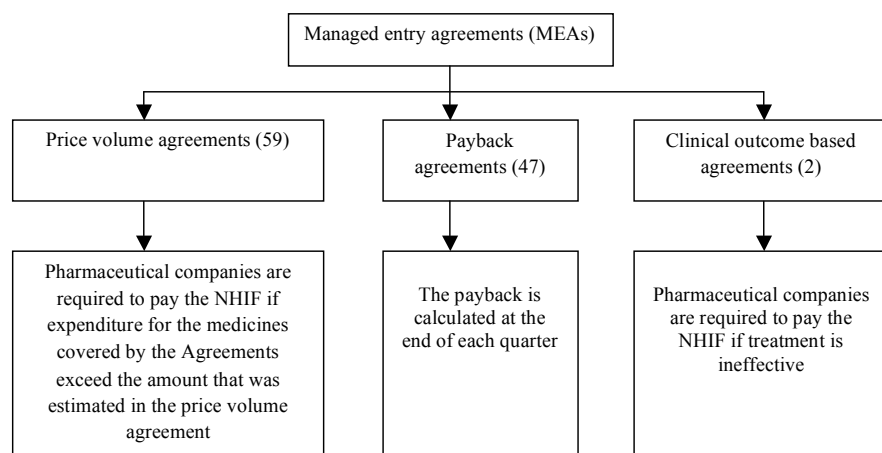 Managed entry agreements (MEAs)
Price volume agreements (59)
Payback
agreements (47)
Clinical outcome based
agreements (2)
Pharmaceutical companies are
required to pay the NHIF if
expenditure for the medicines
covered by the Agreements
exceed the amount that was
estimated in the price volume
agreement
The payback is
calculated at the
end of each quarter
Pharmaceutical companies
are required to pay the
NHIF if treatment is
ineffective